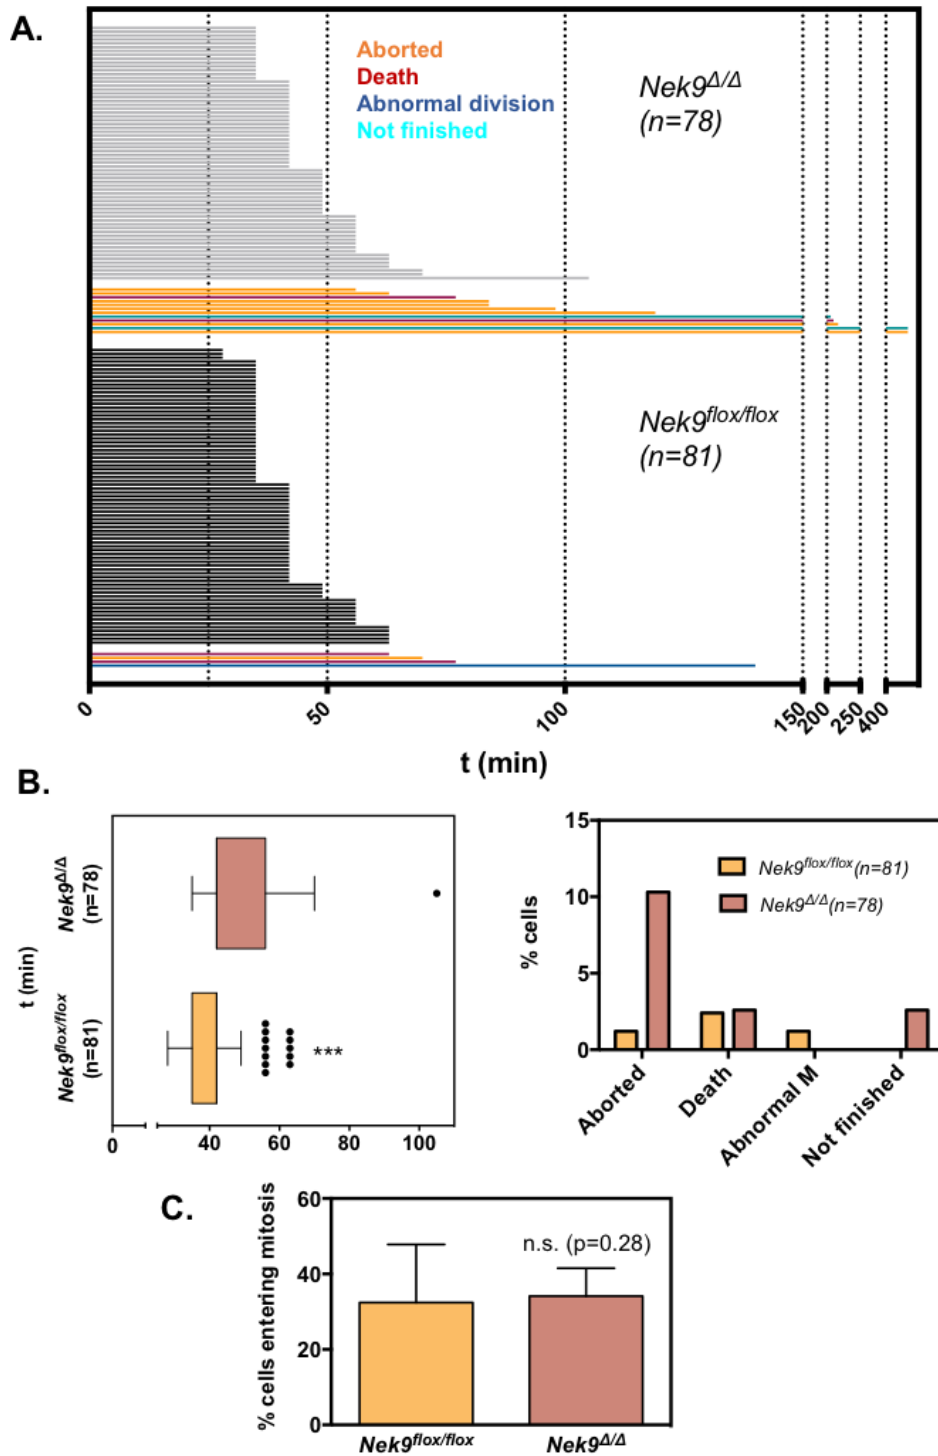 A.
Aborted
Death
Abnormal division
Not finished
Nek9Δ/Δ
(n=78)
Nek9flox/flox
(n=81)
0
50
100
150
200
250
400
t (min)
B.
t (min)
Nek9Δ/Δ
(n=78)
Nek9flox/flox
(n=81)
***
0
40
60
80
100
% cells
15
10
5
0
Nek9flox/flox(n=81)
Nek9Δ/Δ(n=78)
Aborted
Death
Abnormal M
Not finished
C.
% cells entering mitosis
60
40
20
0
n.s. (p=0.28)
Nek9flox/flox
Nek9Δ/Δ